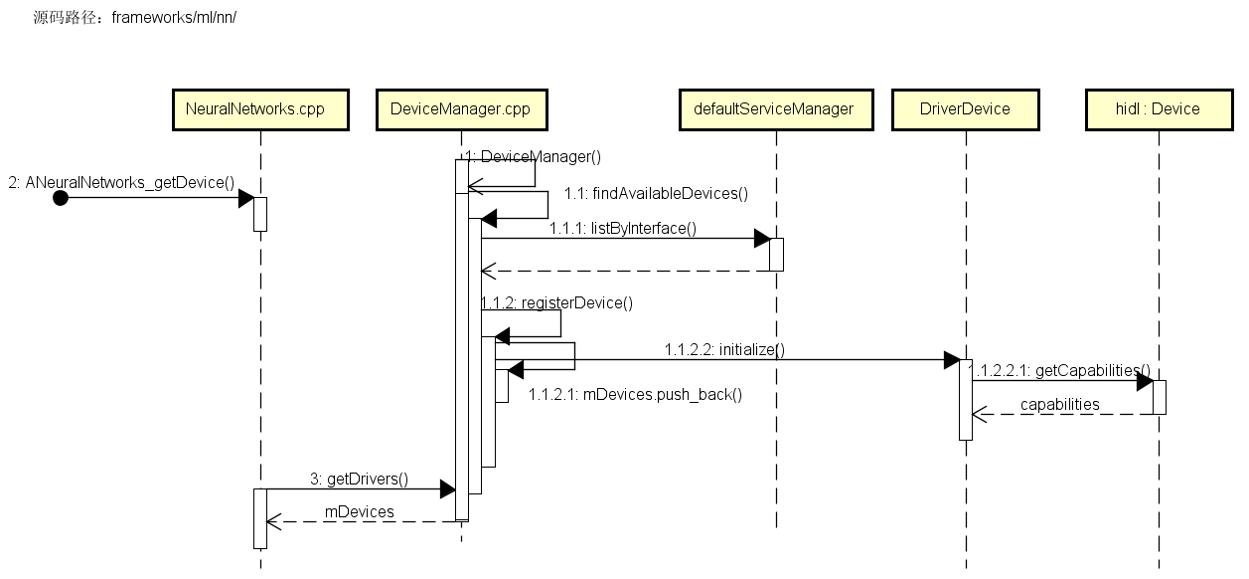 源码路径：frameworks/ml/nn/
NeuralNetworks.cpp
DeviceManager.cpp
defaultServiceManager
DriverDevice
hidl : Device
1: DeviceManager()
2: ANeuralNetworks_getDevice()
1.1: findAvailableDevices()
1.1.1: listByInterface()
1.1.2: registerDevice()
1.1.2.2: initialize()
1.1.2.2.1: getCapabilities()
1.1.2.1: mDevices.push_back()
capabilities
3: getDrivers()
mDevices